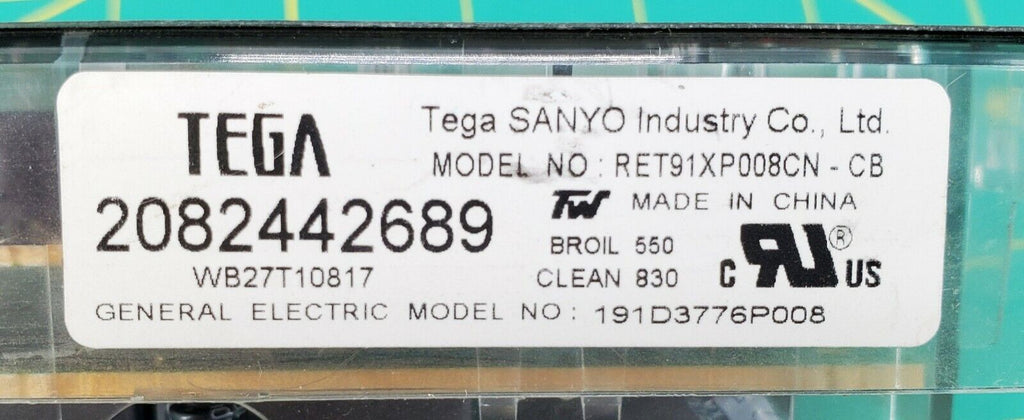 TEGA
Tega SANYO Industry Co., Ltd.
MODEL NO : RET91XP008CN - CB
2082442689
TW MADE IN CHINA
BROIL 550
WB27T10817
CLEAN 830
C RU ® US
GENERAL ELECTRIC MODEL NO : 191D3776P008